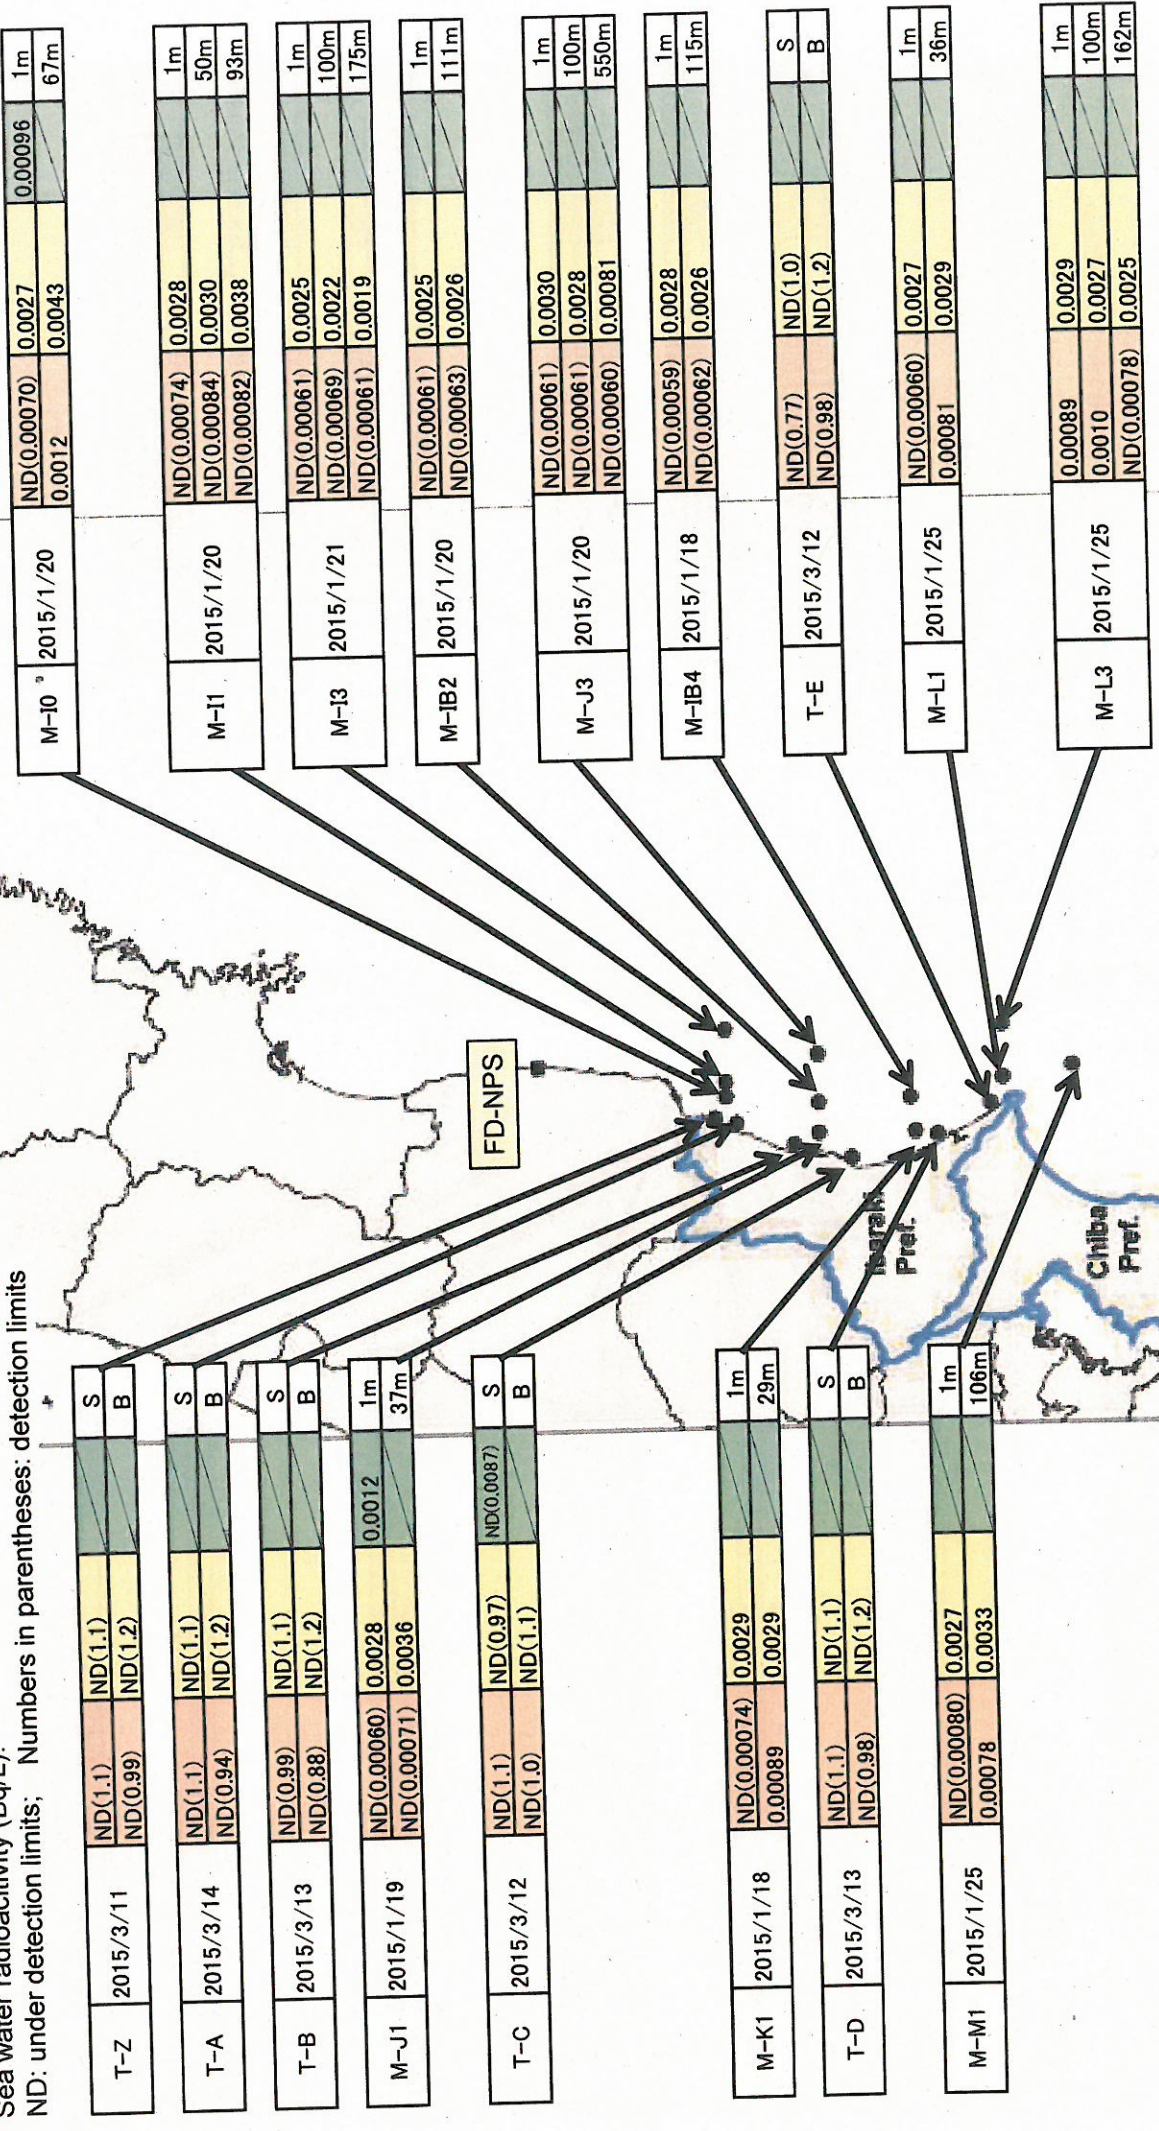 Sea water radioacitivity (Bq/L).
ND: under detection limits; Numbers in parentheses: detection limits
T-Z 2015/3/11 ND(1.1) ND(1.1) S
ND(0.99) ND(1.2) B
T-A 2015/3/14 ND(1.1) ND(1.1) S
ND(0.94) ND(1.2) B
T-B 2015/3/13 ND(0.99) ND(1.1) S
ND(0.88) ND(1.2) B
M-J1 2015/1/19 ND(0.00060) 0.0028 0.0012 1m
ND(0.00071) 0.0036 37m
T-C 2015/3/12 ND(1.1) ND(0.97) ND(0.0087) S
ND(1.0) ND(1.1) B
M-K1 2015/1/18 ND(0.00074) 0.0029 1m
0.00089 0.0029 29m
T-D 2015/3/13 ND(1.1) ND(1.1) S
ND(0.98) ND(1.2) B
M-M1 2015/1/25 ND(0.00080) 0.0027 1m
0.00078 0.0033 106m
FD-NPS
Ibaraki
Pref.
Chiba
Pref.
M-I0 2015/1/20 ND(0.00070) 0.0027 0.00096 1m
0.0012 0.0043 67m
M-I1 2015/1/20 ND(0.00074) 0.0028 1m
ND(0.00084) 0.0030 50m
ND(0.00082) 0.0038 93m
M-I3 2015/1/21 ND(0.00061) 0.0025 1m
ND(0.00069) 0.0022 100m
ND(0.00061) 0.0019 175m
M-IB2 2015/1/20 ND(0.00061) 0.0025 1m
ND(0.00063) 0.0026 111m
M-J3 2015/1/20 ND(0.00061) 0.0030 1m
ND(0.00061) 0.0028 100m
ND(0.00060) 0.00081 550m
M-IB4 2015/1/18 ND(0.00059) 0.0028 1m
ND(0.00062) 0.0026 115m
T-E 2015/3/12 ND(0.77) ND(1.0) S
ND(0.98) ND(1.2) B
M-L1 2015/1/25 ND(0.00060) 0.0027 1m
0.00081 0.0029 36m
M-L3 2015/1/25 0.00089 0.0029 1m
0.0010 0.0027 100m
ND(0.00078) 0.0025 162m